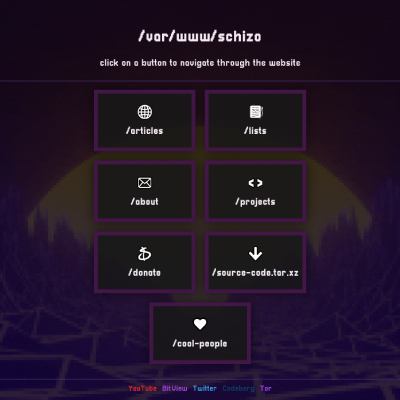 /var/www/schizo
click on a button to navigate through the website
/articles
/lists
/about
/projects
/donate
/source-code.tar.xz
/cool-people
YouTube BitView Twitter Codeberg Tor